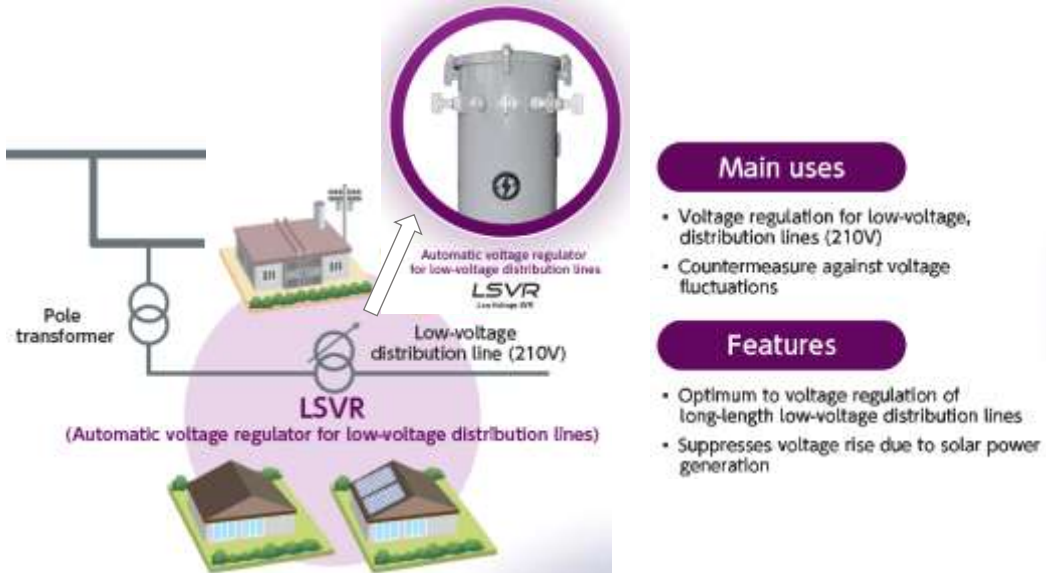 Automatic voltage regulator
for low-voltage distribution lines
LSVR
Low Voltage SVR
Pole
transformer
Low-voltage
distribution line (210V)
LSVR
(Automatic voltage regulator for low-voltage distribution lines)
Main uses
• Voltage regulation for low-voltage,
distribution lines (210V)
• Countermeasure against voltage
fluctuations
Features
• Optimum to voltage regulation of
long-length low-voltage distribution lines
• Suppresses voltage rise due to solar power
generation